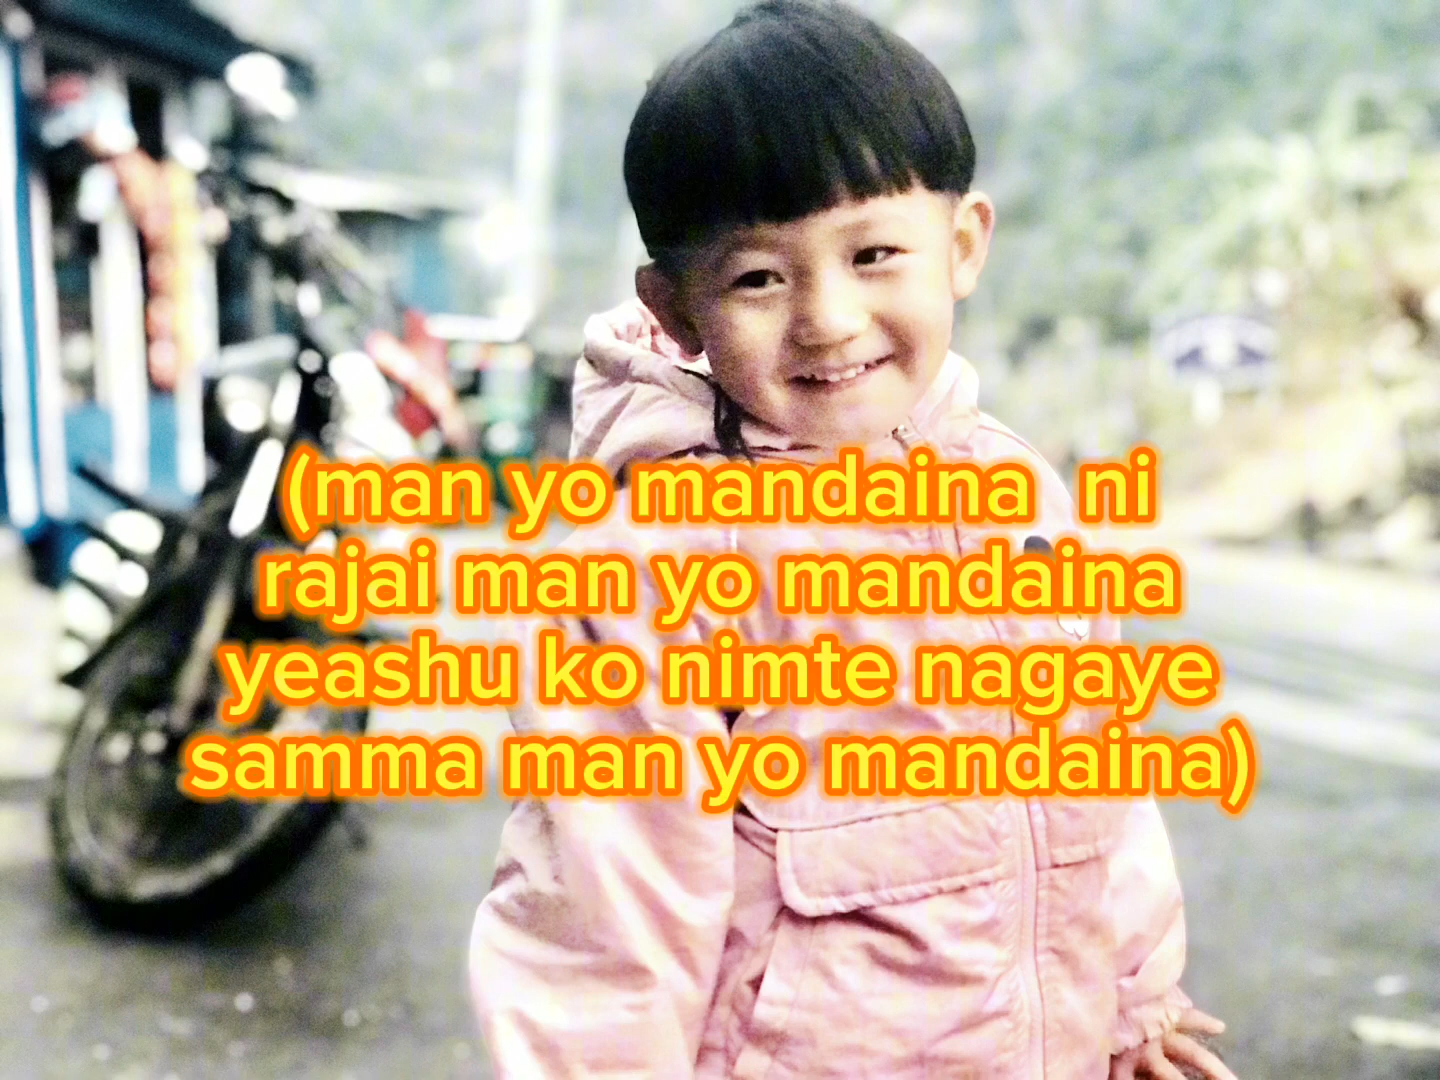 (man yo mandaina  ni
rajai man yo mandaina
yeashu ko nimte nagaye
samma man yo mandaina)